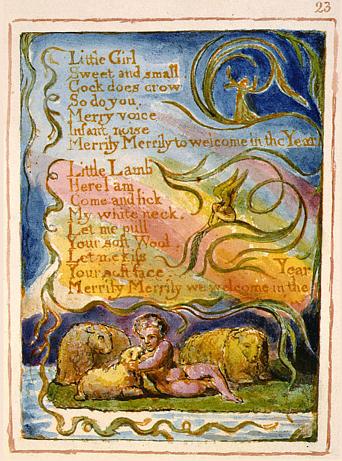 23
Little Girl
Sweet and small
Cock does crow
So do you.
Merry voice
Infant noise
Merrily Merrily to welcome in the Year
Little Lamb
Here I am.
Come and lick
My white neck.
Let me pull
Your soft Wool.
Let me kiss
Your soft face.
Merrily Merrily we welcome in the
Year